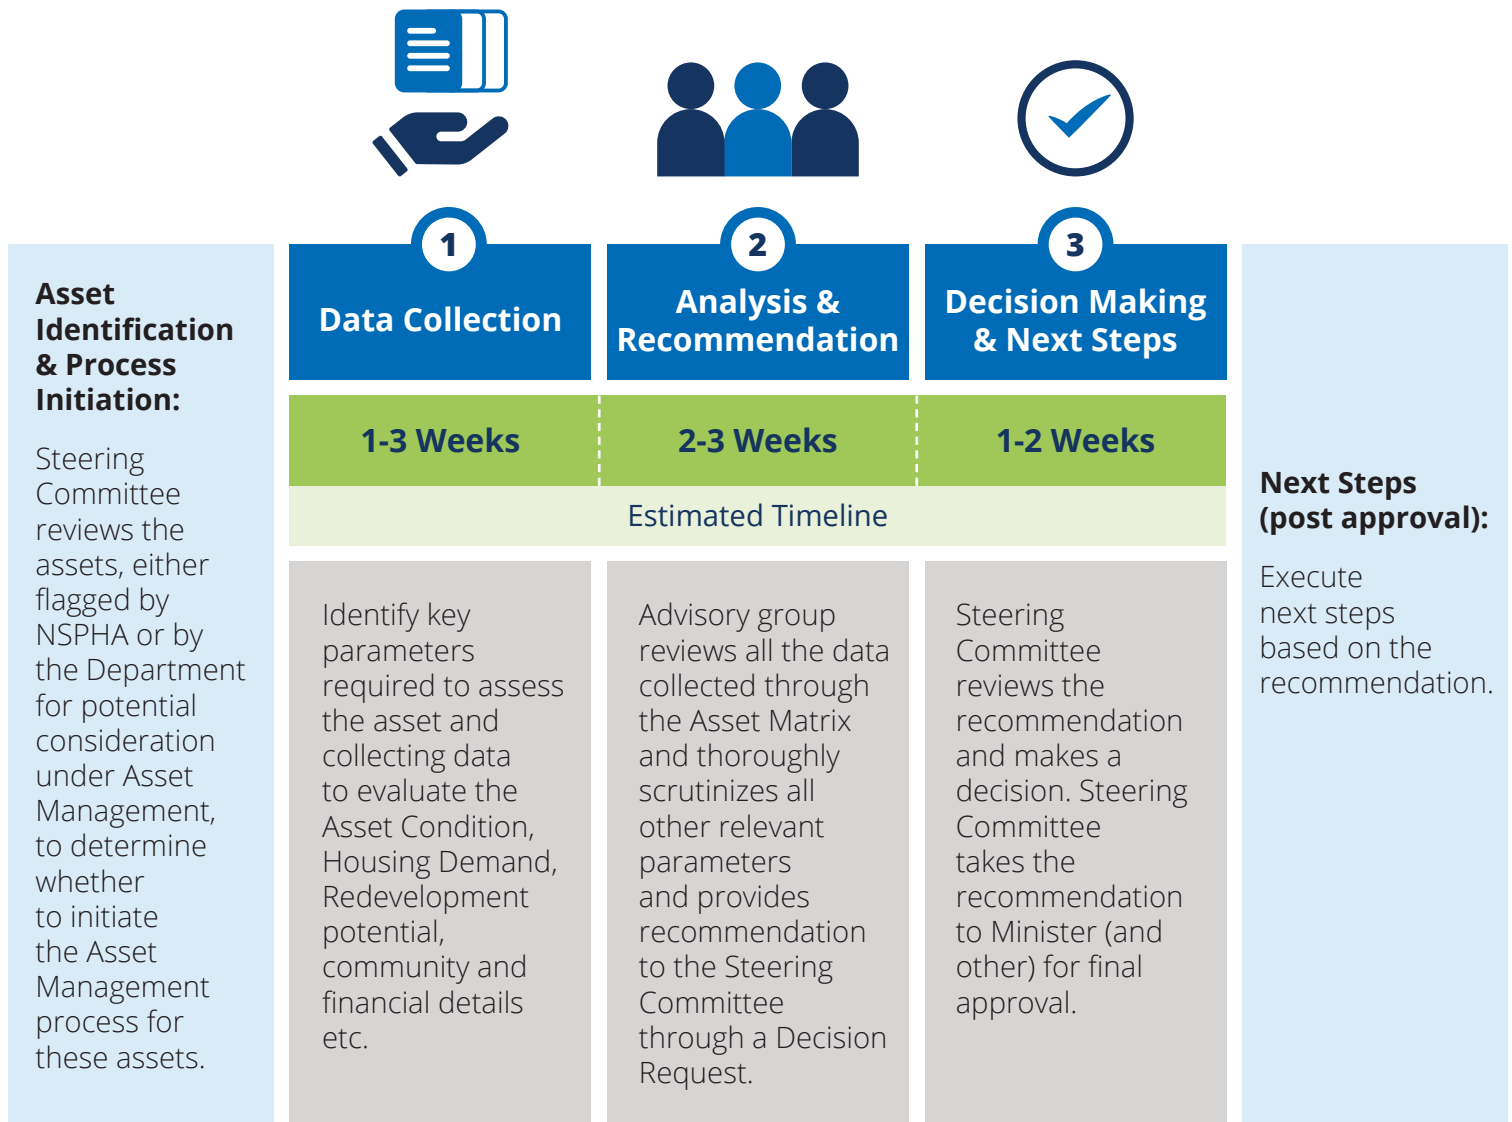 Asset
Identification
& Process
Initiation:
Steering
Committee
reviews the
assets, either
flagged by
NSPHA or by
the Department
for potential
consideration
under Asset
Management,
to determine
whether
to initiate
the Asset
Management
process for
these assets.
1
Data Collection
1-3 Weeks
2
Analysis &
Recommendation
2-3 Weeks
3
Decision Making
& Next Steps
1-2 Weeks
Estimated Timeline
Identify key
parameters
required to assess
the asset and
collecting data
to evaluate the
Asset Condition,
Housing Demand,
Redevelopment
potential,
community and
financial details
etc.
Advisory group
reviews all the data
collected through
the Asset Matrix
and thoroughly
scrutinizes all
other relevant
parameters
and provides
recommendation
to the Steering
Committee
through a Decision
Request.
Steering
Committee
reviews the
recommendation
and makes a
decision. Steering
Committee
takes the
recommendation
to Minister (and
other) for final
approval.
Next Steps
(post approval):
Execute
next steps
based on the
recommendation.